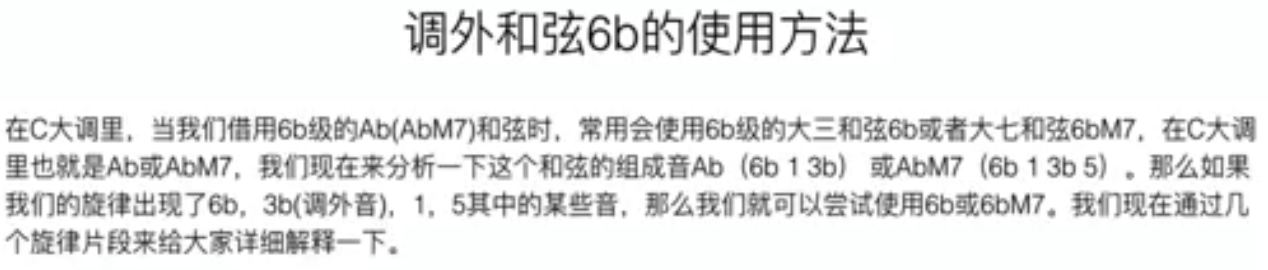 调外和弦6b的使用方法
在C大调里，当我们借用6b级的Ab(AbM7)和弦时，常用会使用6b级的大三和弦6b或者大七和弦6bM7，在C大调
里也就是Ab或AbM7，我们现在来分析一下这个和弦的组成音Ab（6b 1 3b） 或AbM7（6b 1 3b 5）。那么如果
我们的旋律出现了6b，3b(调外音)，1，5其中的某些音，那么我们就可以尝试使用6b或6bM7。我们现在通过几
个旋律片段来给大家详细解释一下。